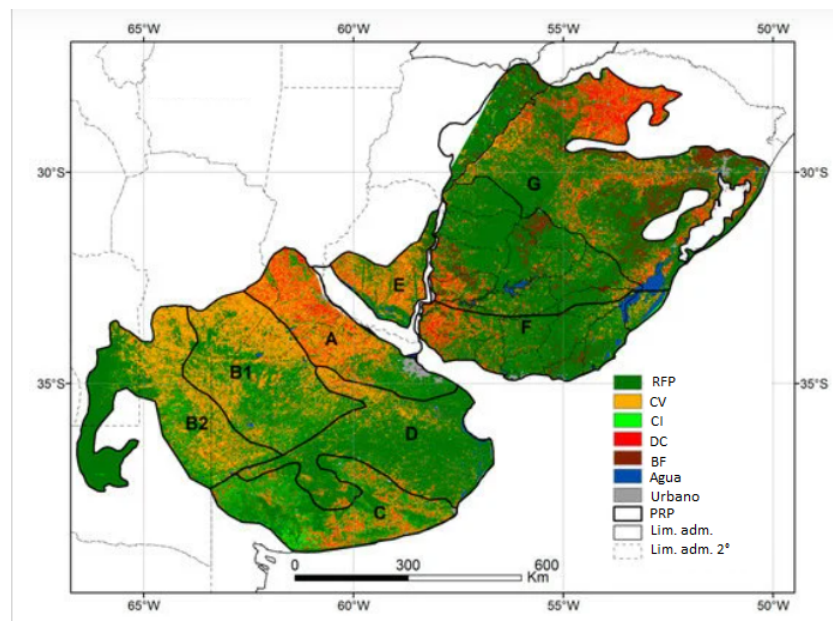 65°W 60°W 55°W 50°W
30°S 30°S
G
E
A
F
B1
35°S 35°S
B2
D
C
RFP
CV
CI
DC
BF
Agua
Urbano
PRP
Lim. adm.
Lim. adm. 2°
0 300 600
Km
65°W 60°W 55°W 50°W